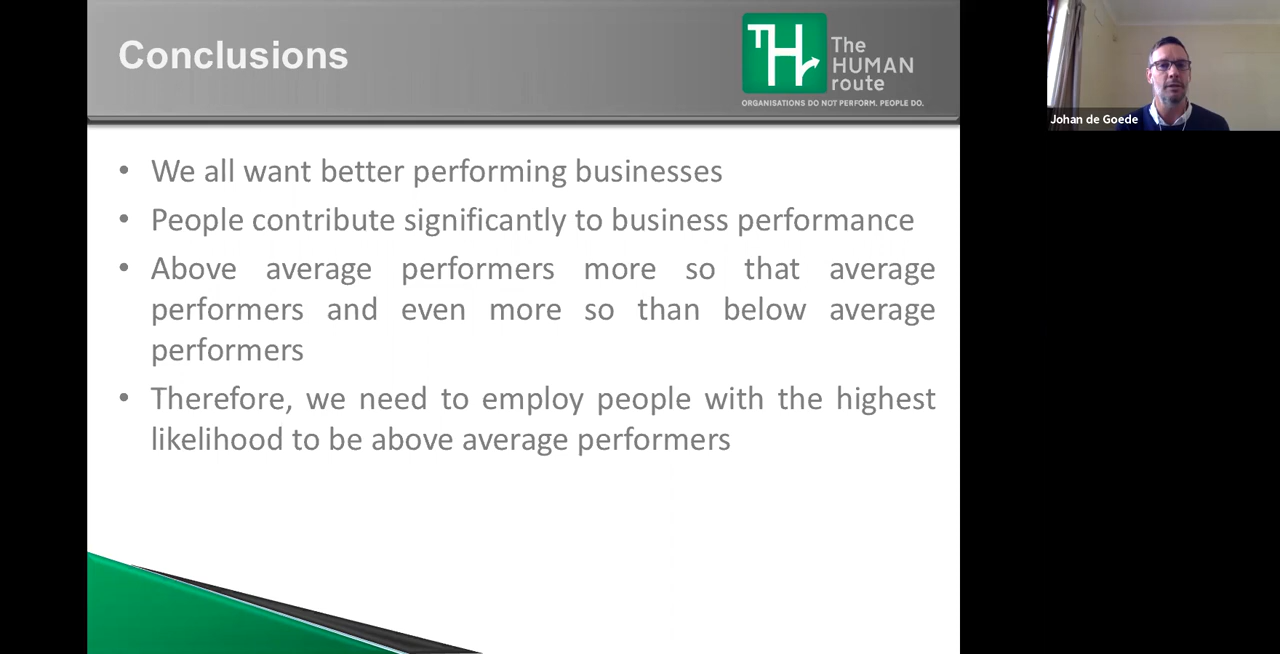 Conclusions
TH
The
HUMAN
route
ORGANISATIONS DO NOT PERFORM. PEOPLE DO.
Johan de Goede
• We all want better performing businesses
• People contribute significantly to business performance
• Above average performers more so that average
performers and even more so than below average
performers
• Therefore, we need to employ people with the highest
likelihood to be above average performers